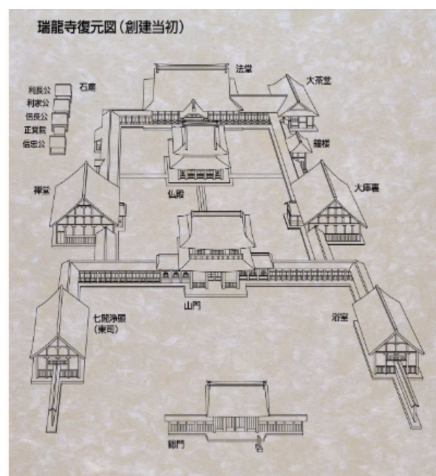 瑞龍寺復元図(創建当初)
法堂
石廟
大茶堂
利長公
利家公
信長公
正覚院
信忠公
鐘楼
禅堂
仏殿
大庫裏
山門
七間浄頭
(東司)
浴室
総門